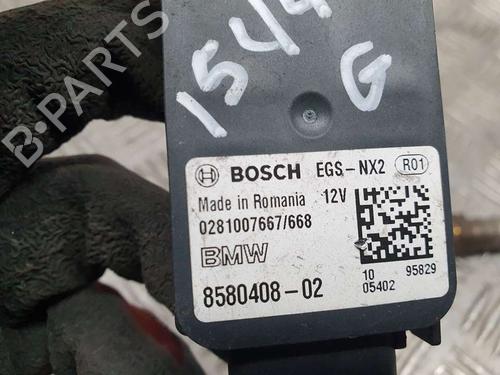 1544
G
B-PARTS
BOSCH EGS-NX2 R01
Made in Romania 12V
0281007667/668
BMW
10 95829
05402
8580408-02